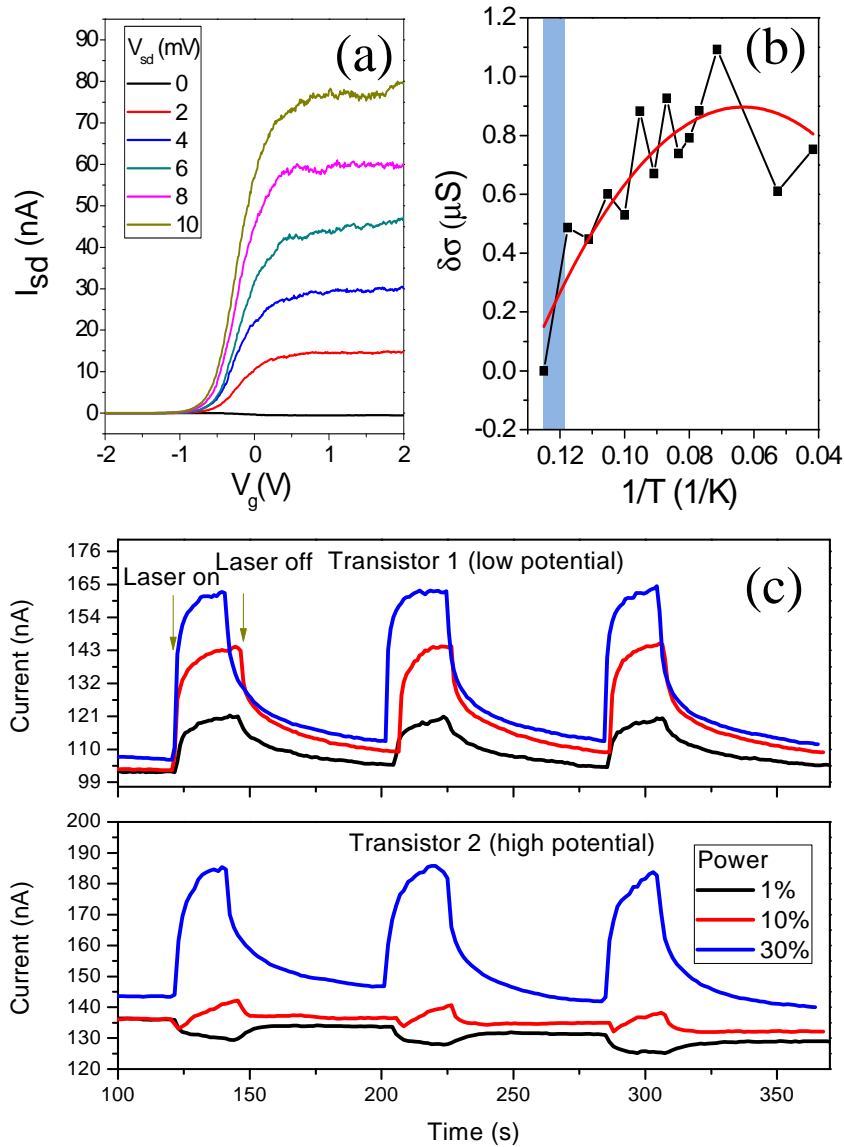 (a)
V_sd (mV)
0
2
4
6
8
10
I_sd (nA)
90
80
70
60
50
40
30
20
10
0
-2 -1 0 1 2
V_g(V)
(b)
δσ (μS)
1.2
1.0
0.8
0.6
0.4
0.2
0.0
-0.2
0.12 0.10 0.08 0.06 0.04
1/T (1/K)
(c)
Laser on
Laser off
Transistor 1 (low potential)
Current (nA)
176
165
154
143
132
121
110
99
Transistor 2 (high potential)
Power
1%
10%
30%
Current (nA)
200
190
180
170
160
150
140
130
120
100 150 200 250 300 350
Time (s)